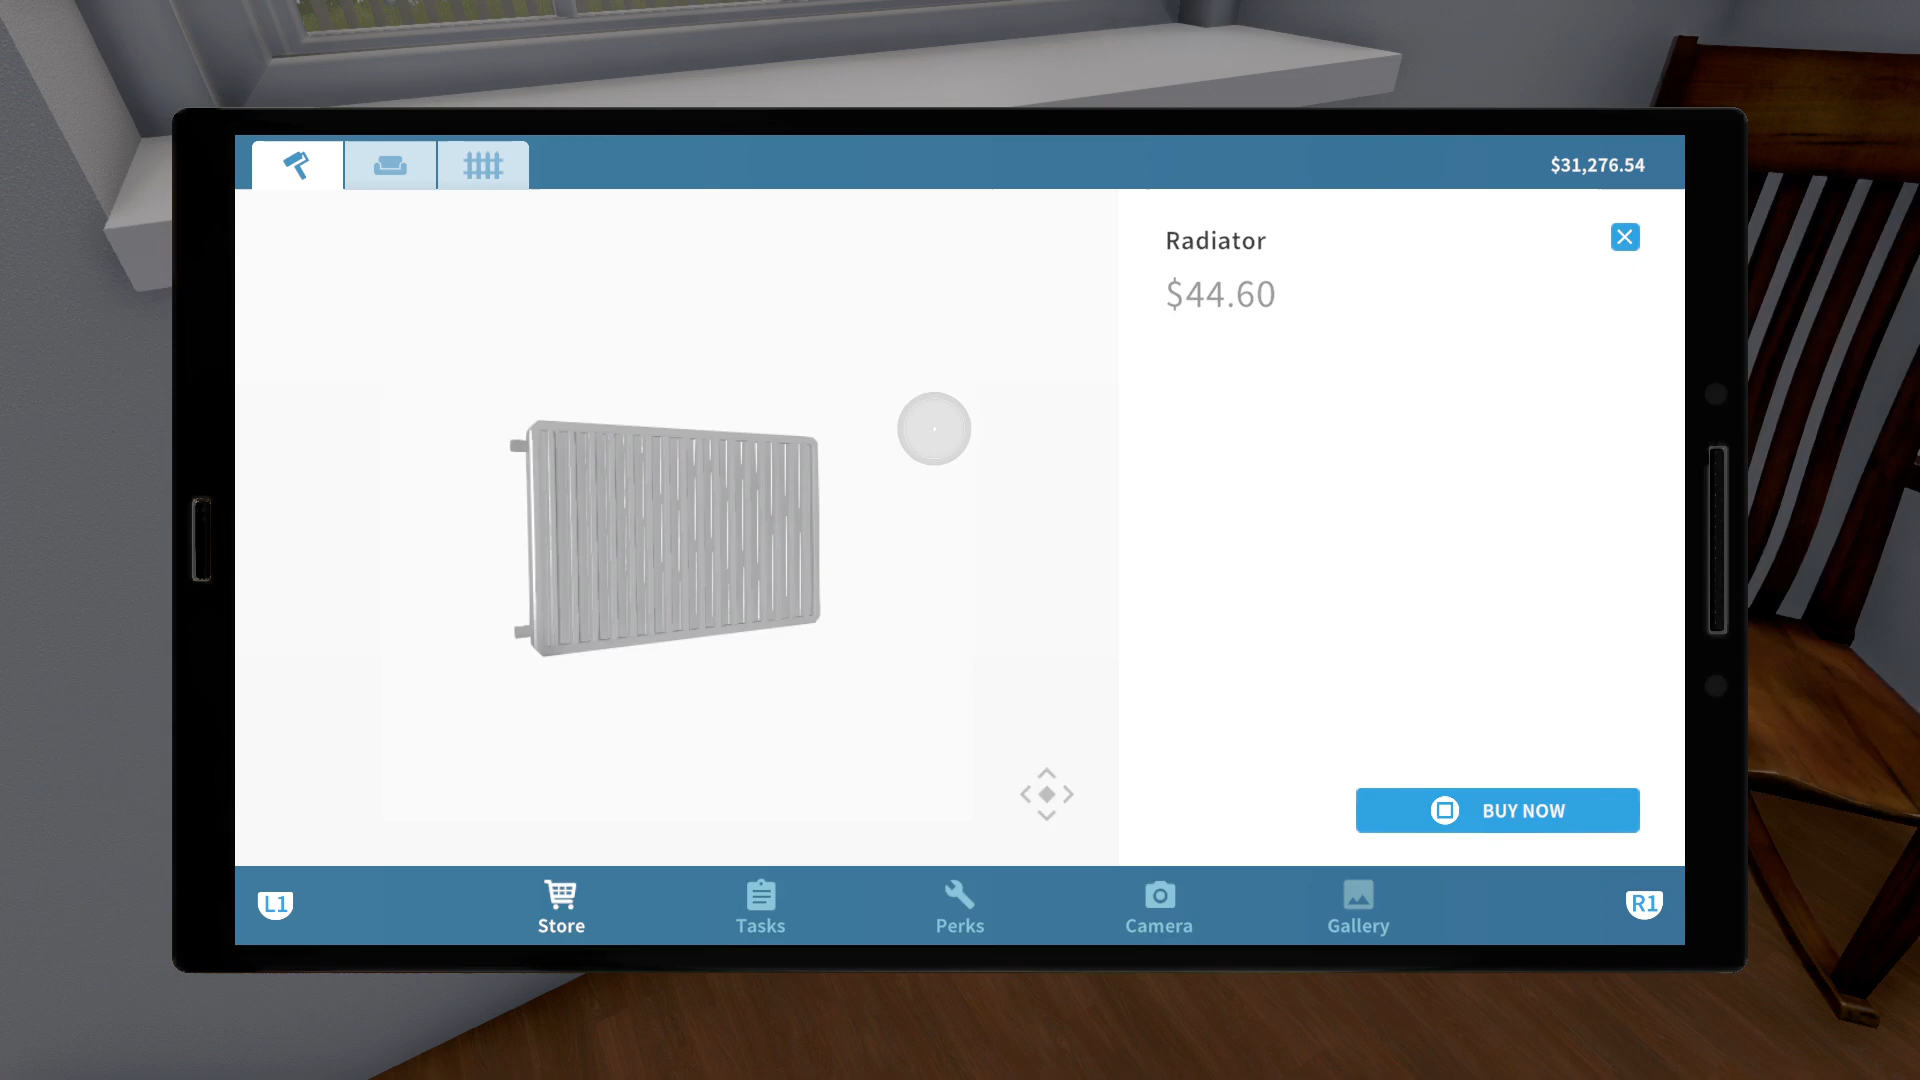 $31,276.54
Radiator
$44.60
BUY NOW
L1
Store
Tasks
Perks
Camera
Gallery
R1